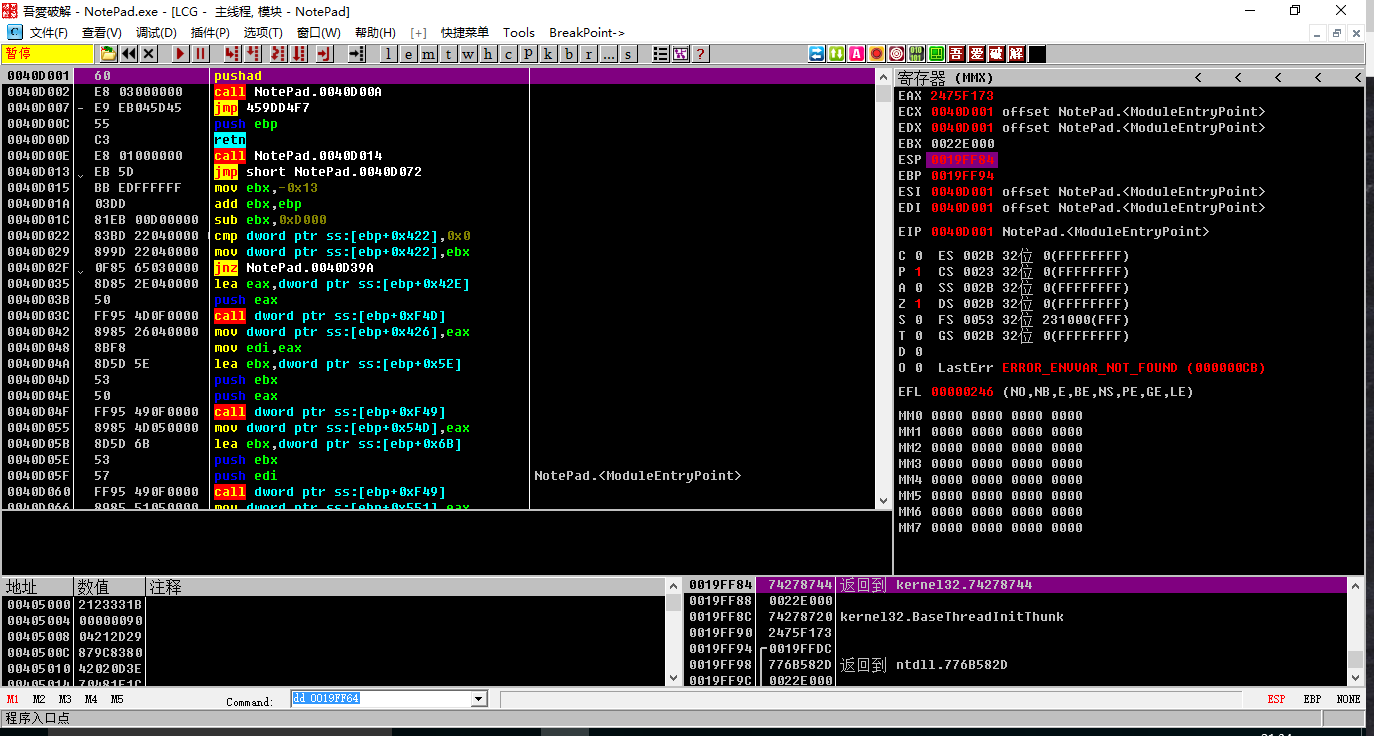 吾爱破解 - NotePad.exe - [LCG - 主线程, 模块 - NotePad]
文件(F) 查看(V) 调试(D) 插件(P) 选项(T) 窗口(W) 帮助(H) [+] 快捷菜单 Tools BreakPoint->
暂停 l e m t w h c p k b r ... s ? 吾 爱 破 解
0040D001 60 pushad
0040D002 E8 03000000 call NotePad.0040D00A
0040D007 - E9 EB045D45 jmp 459DD4F7
0040D00C 55 push ebp
0040D00D C3 retn
0040D00E E8 01000000 call NotePad.0040D014
0040D013 EB 5D jmp short NotePad.0040D072
0040D015 BB EDFFFFFF mov ebx,-0x13
0040D01A 03DD add ebx,ebp
0040D01C 81EB 00D00000 sub ebx,0xD000
0040D022 83BD 22040000 cmp dword ptr ss:[ebp+0x422],0x0
0040D029 899D 22040000 mov dword ptr ss:[ebp+0x422],ebx
0040D02F 0F85 65030000 jnz NotePad.0040D39A
0040D035 8D85 2E040000 lea eax,dword ptr ss:[ebp+0x42E]
0040D03B 50 push eax
0040D03C FF95 4D0F0000 call dword ptr ss:[ebp+0xF4D]
0040D042 8985 26040000 mov dword ptr ss:[ebp+0x426],eax
0040D048 8BF8 mov edi,eax
0040D04A 8D5D 5E lea ebx,dword ptr ss:[ebp+0x5E]
0040D04D 53 push ebx
0040D04E 50 push eax
0040D04F FF95 490F0000 call dword ptr ss:[ebp+0xF49]
0040D055 8985 4D050000 mov dword ptr ss:[ebp+0x54D],eax
0040D05B 8D5D 6B lea ebx,dword ptr ss:[ebp+0x6B]
0040D05E 53 push ebx
0040D05F 57 push edi NotePad.<ModuleEntryPoint>
0040D060 FF95 490F0000 call dword ptr ss:[ebp+0xF49]
0040D066 8985 51050000 mov dword ptr ss:[ebp+0x551],eax
寄存器 (MMX) < < < < <
EAX 2475F173
ECX 0040D001 offset NotePad.<ModuleEntryPoint>
EDX 0040D001 offset NotePad.<ModuleEntryPoint>
EBX 0022E000
ESP 0019FF84
EBP 0019FF94
ESI 0040D001 offset NotePad.<ModuleEntryPoint>
EDI 0040D001 offset NotePad.<ModuleEntryPoint>
EIP 0040D001 NotePad.<ModuleEntryPoint>
C 0 ES 002B 32位 0(FFFFFFFF)
P 1 CS 0023 32位 0(FFFFFFFF)
A 0 SS 002B 32位 0(FFFFFFFF)
Z 1 DS 002B 32位 0(FFFFFFFF)
S 0 FS 0053 32位 231000(FFF)
T 0 GS 002B 32位 0(FFFFFFFF)
D 0
O 0 LastErr ERROR_ENVVAR_NOT_FOUND (000000CB)
EFL 00000246 (NO,NB,E,BE,NS,PE,GE,LE)
MM0 0000 0000 0000 0000
MM1 0000 0000 0000 0000
MM2 0000 0000 0000 0000
MM3 0000 0000 0000 0000
MM4 0000 0000 0000 0000
MM5 0000 0000 0000 0000
MM6 0000 0000 0000 0000
MM7 0000 0000 0000 0000
地址 数值 注释
00405000 2123331B
00405004 00000090
00405008 04212D29
0040500C 879C8380
00405010 42020D3E
00405014 70481F1C
0019FF84 74278744 返回到 kernel32.74278744
0019FF88 0022E000
0019FF8C 74278720 kernel32.BaseThreadInitThunk
0019FF90 2475F173
0019FF94 0019FFDC
0019FF98 776B582D 返回到 ntdll.776B582D
0019FF9C 0022E000
M1 M2 M3 M4 M5 Command: dd 0019FF64 ESP EBP NONE
程序入口点